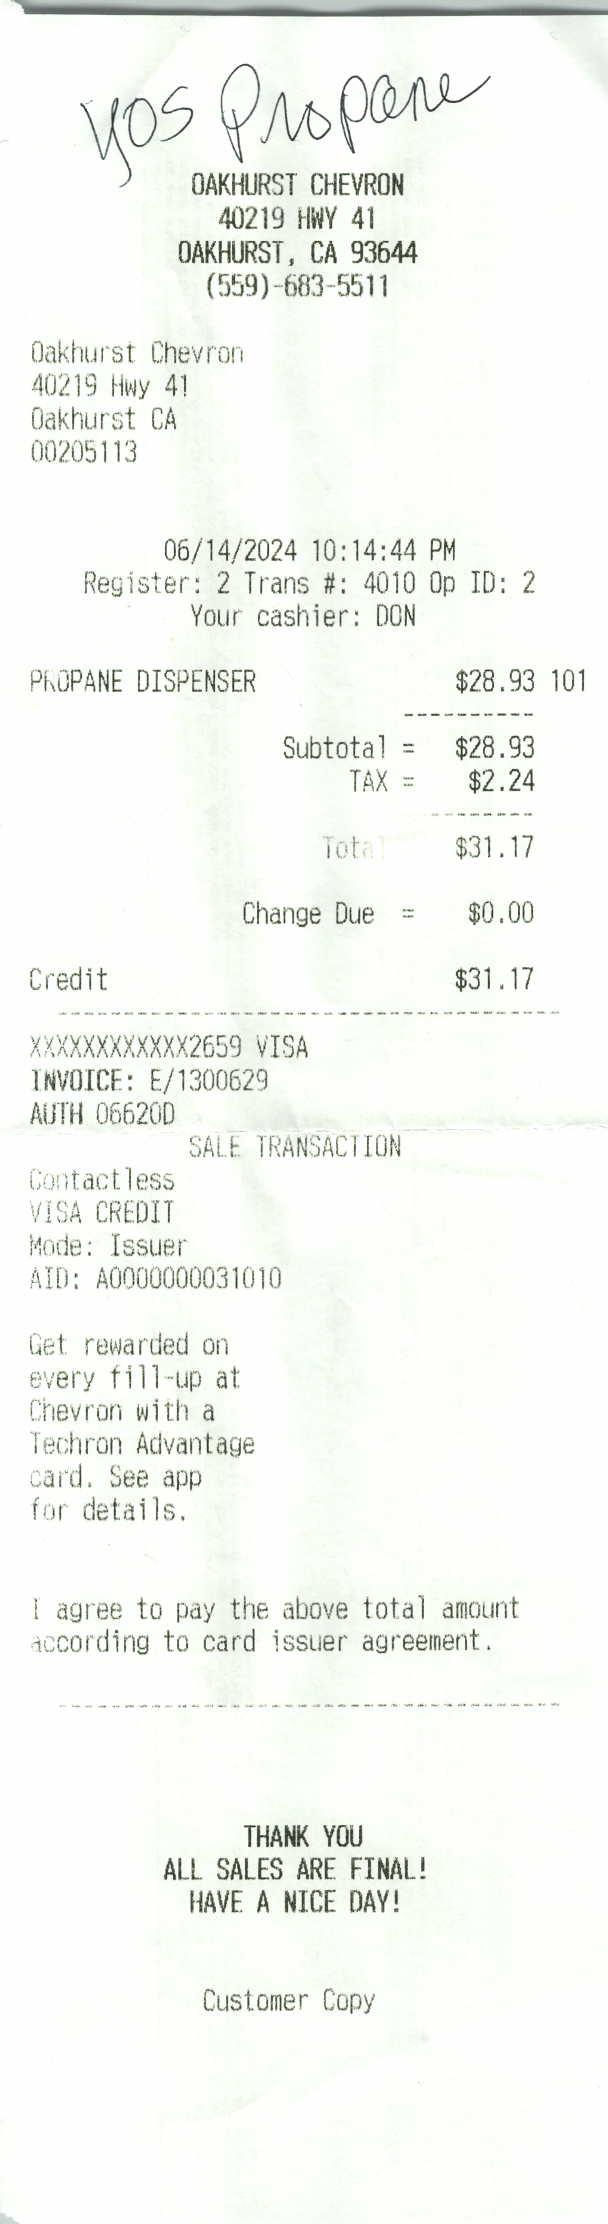 YOS Propane
OAKHURST CHEVRON
40219 HWY 41
OAKHURST, CA 93644
(559)-683-5511
Oakhurst Chevron
40219 Hwy 41
Oakhurst CA
00205113
06/14/2024 10:14:44 PM
Register: 2 Trans #: 4010 Op ID: 2
Your cashier: DON
PROPANE DISPENSER $28.93 101
----------
Subtotal = $28.93
TAX = $2.24
--------
Total $31.17
Change Due = $0.00
Credit $31.17
--------------------------------------
XXXXXXXXXXXX2659 VISA
INVOICE: E/1300629
AUTH 06620D
SALE TRANSACTION
Contactless
VISA CREDIT
Mode: Issuer
AID: A0000000031010
Get rewarded on
every fill-up at
Chevron with a
Techron Advantage
card. See app
for details.
I agree to pay the above total amount
according to card issuer agreement.
--------------------------------------
THANK YOU
ALL SALES ARE FINAL!
HAVE A NICE DAY!
Customer Copy